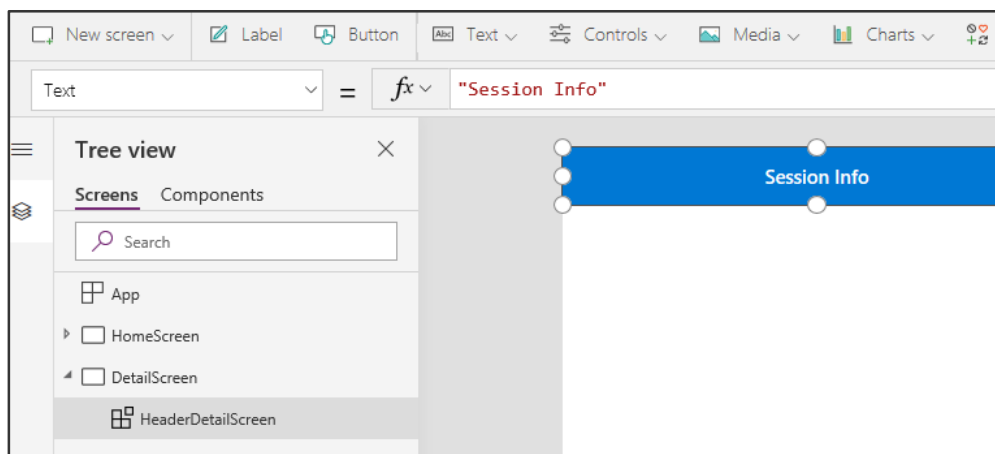 New screen Label Button Abc Text Controls Media Charts
Text = fx "Session Info"
Tree view
Screens Components
Search
App
HomeScreen
DetailScreen
HeaderDetailScreen
Session Info